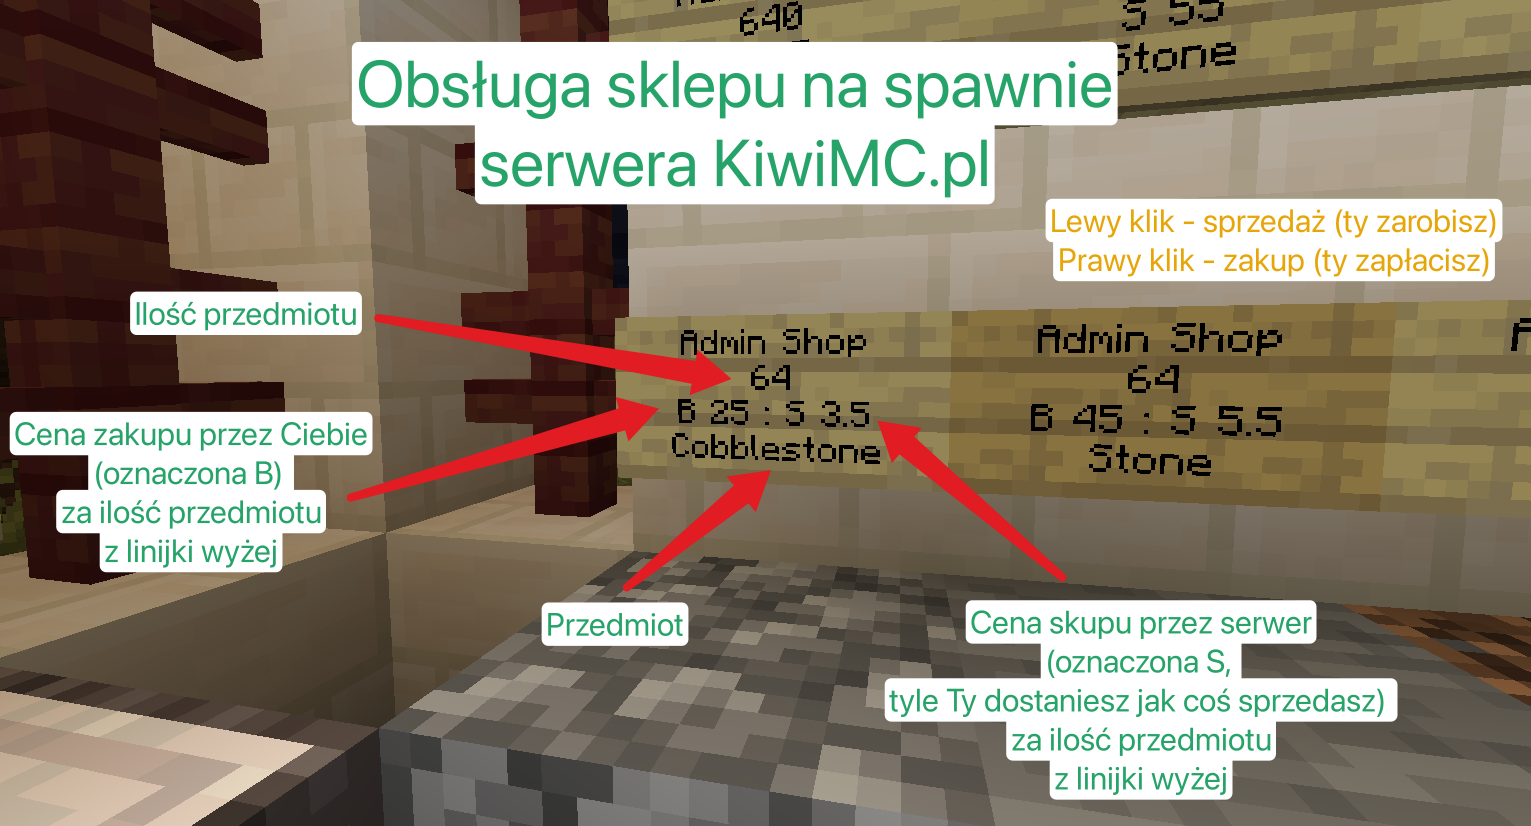 640
S 55
Stone
Obsługa sklepu na spawnie
serwera KiwiMC.pl
Lewy klik - sprzedaż (ty zarobisz)
Prawy klik - zakup (ty zapłacisz)
Ilość przedmiotu
Admin Shop
64
B 25 : S 3.5
Cobblestone
Admin Shop
64
B 45 : S 5.5
Stone
Cena zakupu przez Ciebie
(oznaczona B)
za ilość przedmiotu
z linijki wyżej
Przedmiot
Cena skupu przez serwer
(oznaczona S,
tyle Ty dostaniesz jak coś sprzedasz)
za ilość przedmiotu
z linijki wyżej